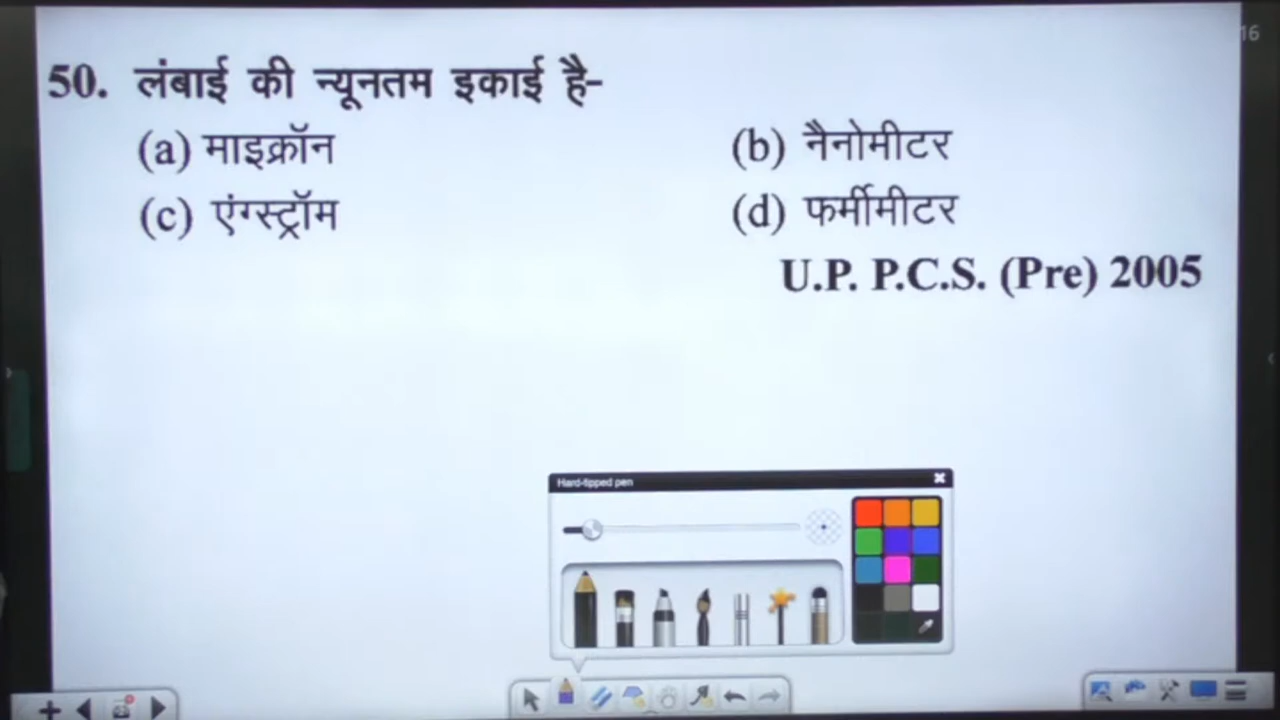 16
50. लंबाई की न्यूनतम इकाई है-
(a) माइक्रॉन (b) नैनोमीटर
(c) एंग्स्ट्रॉम (d) फर्मीमीटर
U.P. P.C.S. (Pre) 2005
Hard-tipped pen